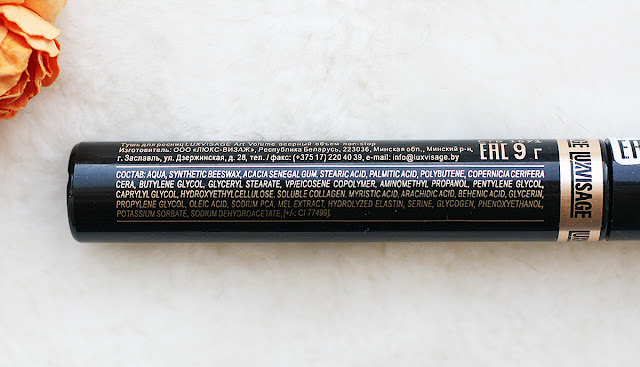 Тушь для ресниц LUXVISAGE Art Volume веерный объем non-stop
Изготовитель: ООО «ЛЮКС-ВИЗАЖ», Республика Беларусь, 223036, Минская обл., Минский р-н,
г. Заславль, ул. Дзержинская, д. 28, тел. / факс: (+375 17) 220 40 39, e-mail: info@luxvisage.by
EAC 9 г
СОСТАВ: AQUA, SYNTHETIC BEESWAX, ACACIA SENEGAL GUM, STEARIC ACID, PALMITIC ACID, POLYBUTENE, COPERNICIA CERIFERA
CERA, BUTYLENE GLYCOL, GLYCERYL STEARATE, VP/EICOSENE COPOLYMER, AMINOMETHYL PROPANOL, PENTYLENE GLYCOL,
CAPRYLYL GLYCOL, HYDROXYETHYLCELLULOSE, SOLUBLE COLLAGEN, MYRISTIC ACID, ARACHIDIC ACID, BEHENIC ACID, GLYCERIN,
PROPYLENE GLYCOL, OLEIC ACID, SODIUM PCA, MEL EXTRACT, HYDROLYZED ELASTIN, SERINE, GLYCOGEN, PHENOXYETHANOL,
POTASSIUM SORBATE, SODIUM DEHYDROACETATE, [+/-: CI 77499].
LUXVISAGE